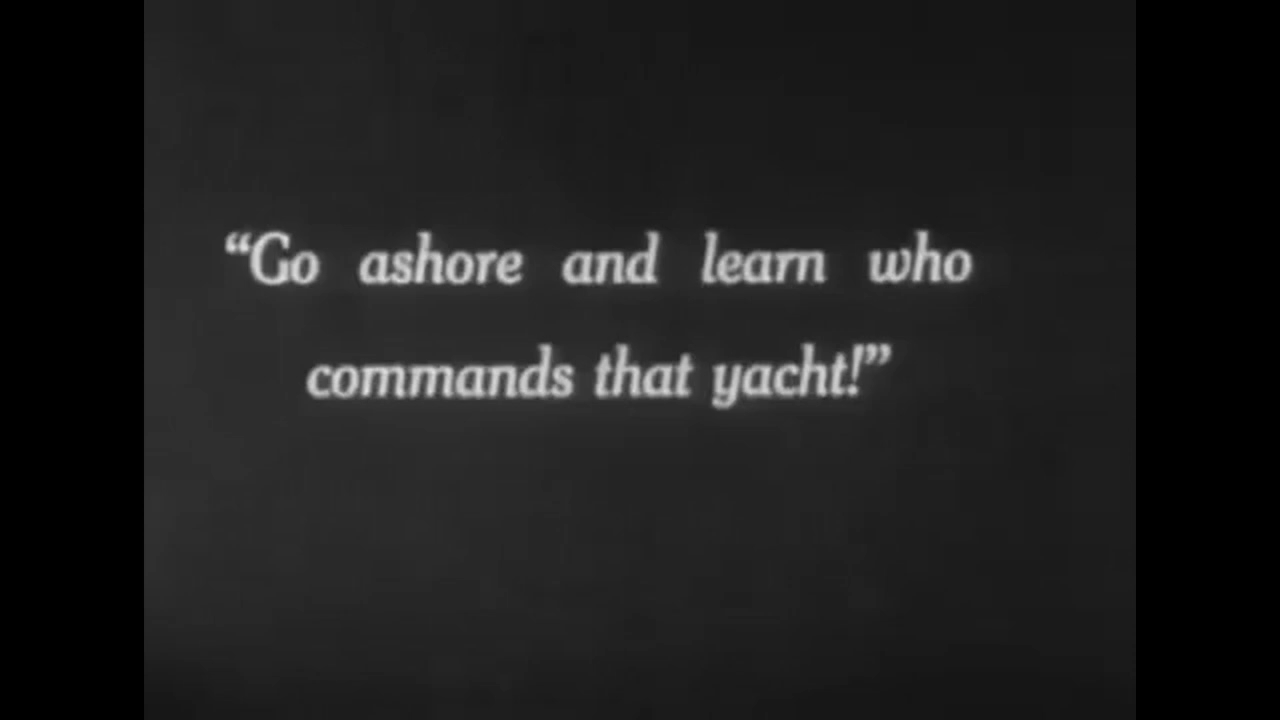 “Go ashore and learn who
commands that yacht!”